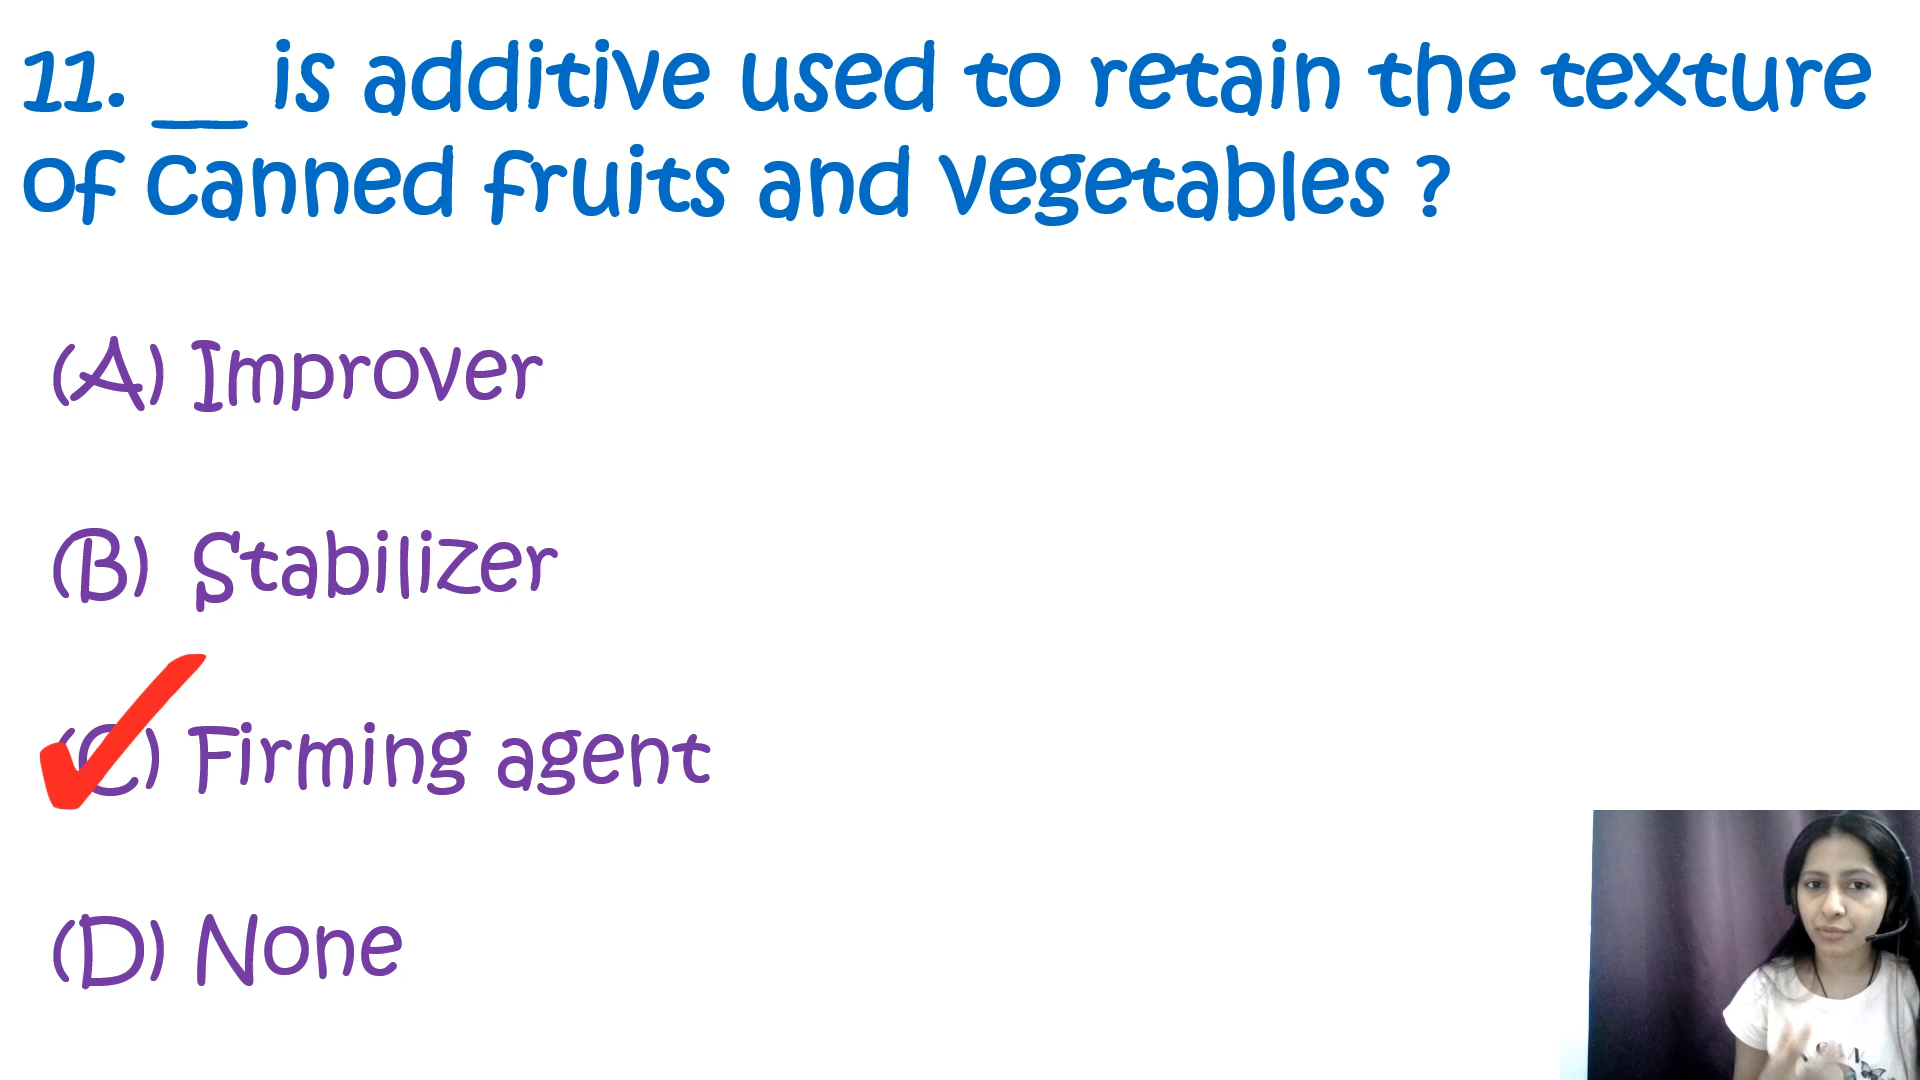 11. __ is additive used to retain the texture
of canned fruits and vegetables ?
(A) Improver
(B) Stabilizer
(C) Firming agent
(D) None